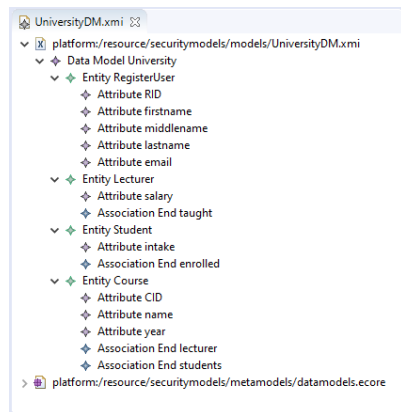 UniversityDM.xmi
platform:/resource/securitymodels/models/UniversityDM.xmi
Data Model University
Entity RegisterUser
Attribute RID
Attribute firstname
Attribute middlename
Attribute lastname
Attribute email
Entity Lecturer
Attribute salary
Association End taught
Entity Student
Attribute intake
Association End enrolled
Entity Course
Attribute CID
Attribute name
Attribute year
Association End lecturer
Association End students
platform:/resource/securitymodels/metamodels/datamodels.ecore